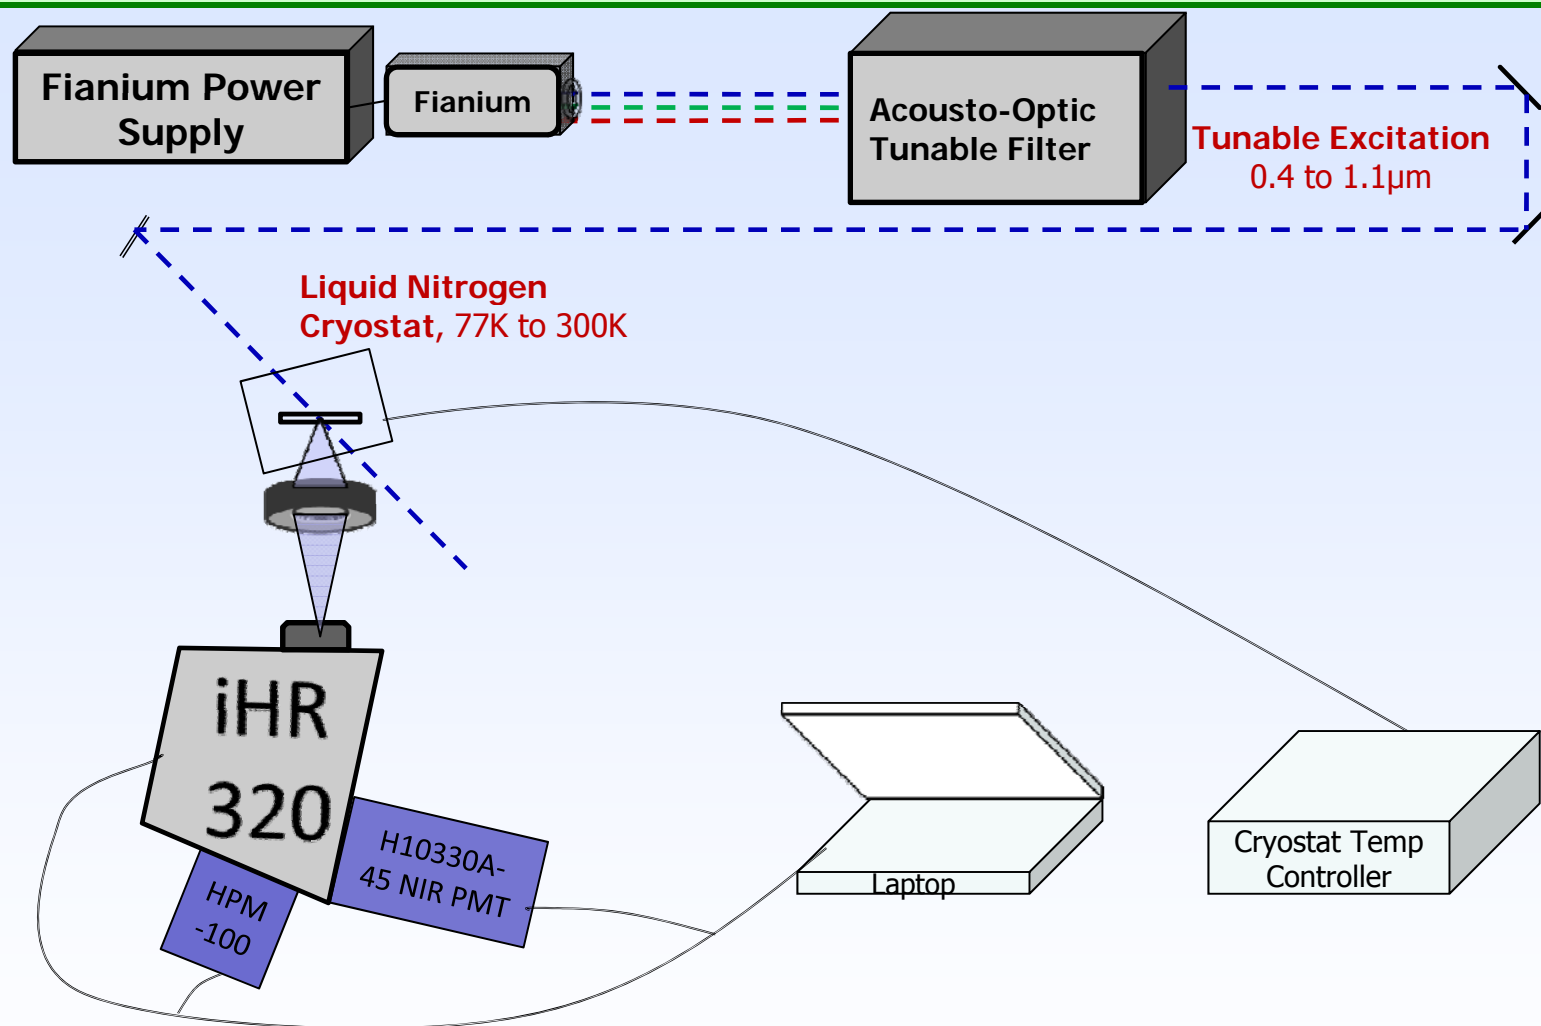 Fianium Power
Supply
Fianium
Acousto-Optic
Tunable Filter
Tunable Excitation
0.4 to 1.1µm
Liquid Nitrogen
Cryostat, 77K to 300K
iHR
320
H10330A-
45 NIR PMT
HPM
-100
Laptop
Cryostat Temp
Controller